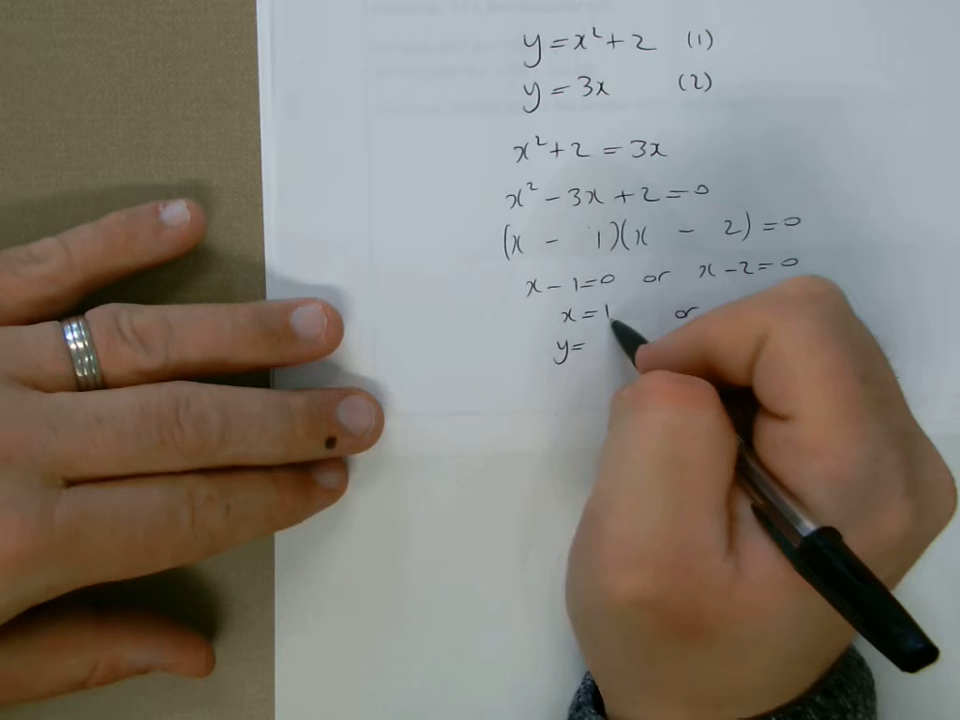 y = x² + 2 (1)
y = 3x (2)
x² + 2 = 3x
x² - 3x + 2 = 0
(x - 1)(x - 2) = 0
x - 1 = 0 or x - 2 = 0
x = 1 or
y =